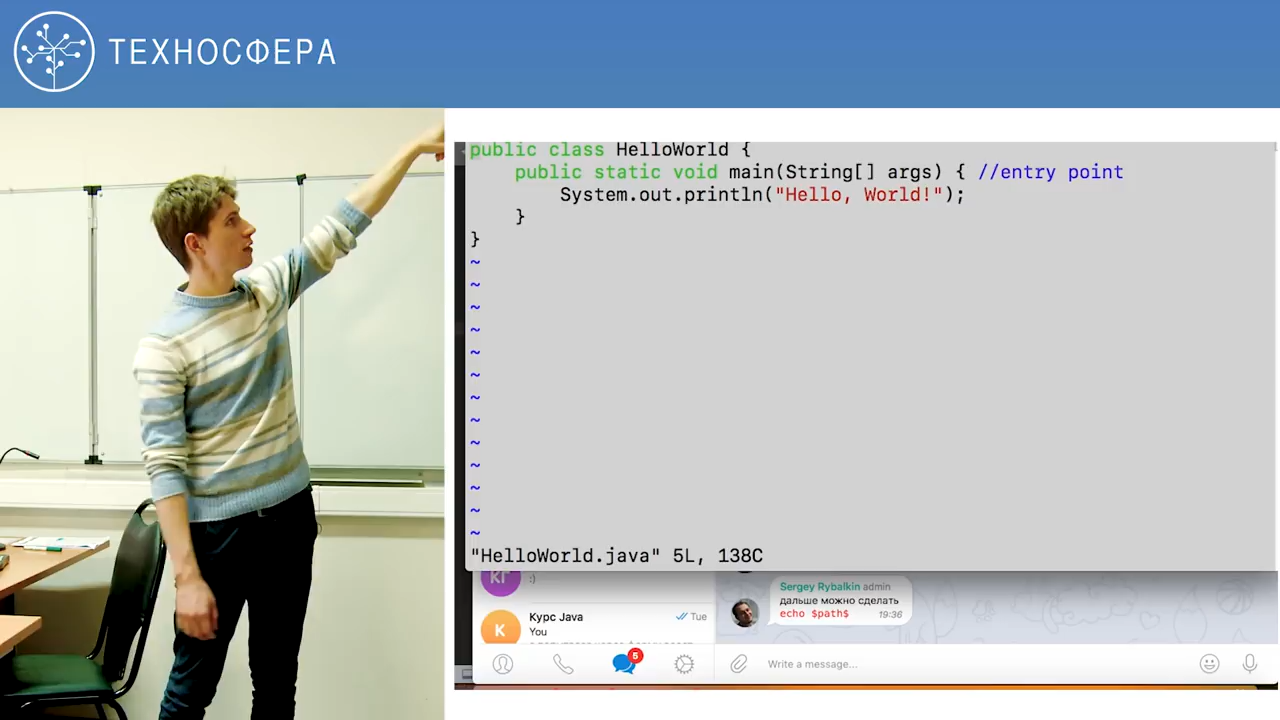 ТЕХНОСФЕРА
public class HelloWorld {
    public static void main(String[] args) { //entry point
        System.out.println("Hello, World!");
    }
}
~
~
~
~
~
~
~
~
~
~
~
~
~
"HelloWorld.java" 5L, 138C
КГ
:)
К
Курс Java
Tue
You
5
Sergey Rybalkin admin
дальше можно сделать
echo $path$
19:36
Write a message...